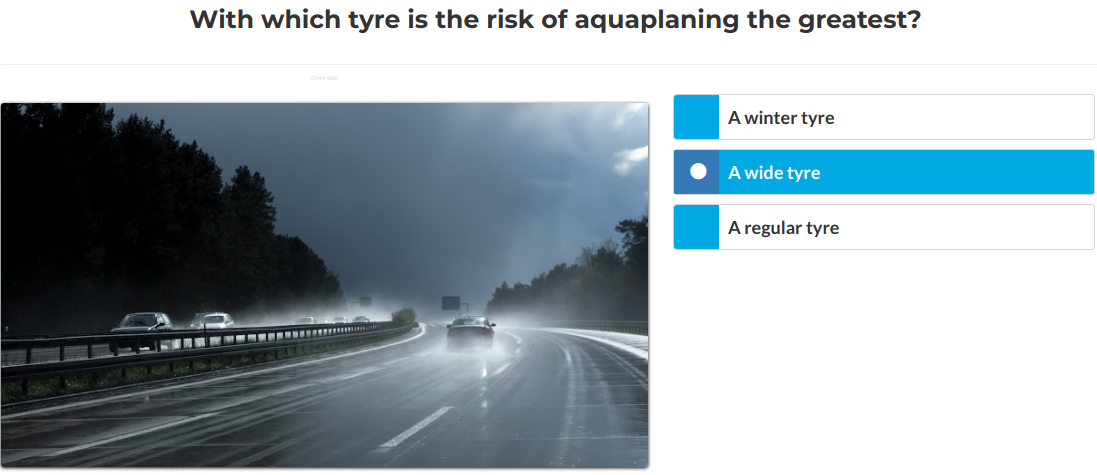 With which tyre is the risk of aquaplaning the greatest?
A winter tyre
A wide tyre
A regular tyre